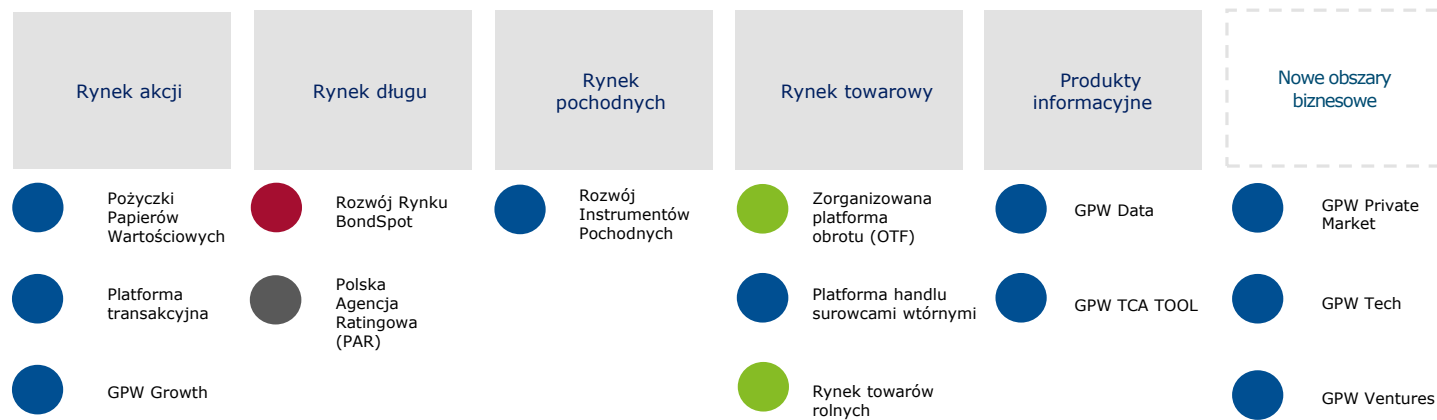 Rynek akcji
Rynek długu
Rynek
pochodnych
Rynek towarowy
Produkty
informacyjne
Nowe obszary
biznesowe
Pożyczki
Papierów
Wartościowych
Platforma
transakcyjna
GPW Growth
Rozwój Rynku
BondSpot
Polska
Agencja
Ratingowa
(PAR)
Rozwój
Instrumentów
Pochodnych
Zorganizowana
platforma
obrotu (OTF)
Platforma handlu
surowcami wtórnymi
Rynek towarów
rolnych
GPW Data
GPW TCA TOOL
GPW Private
Market
GPW Tech
GPW Ventures